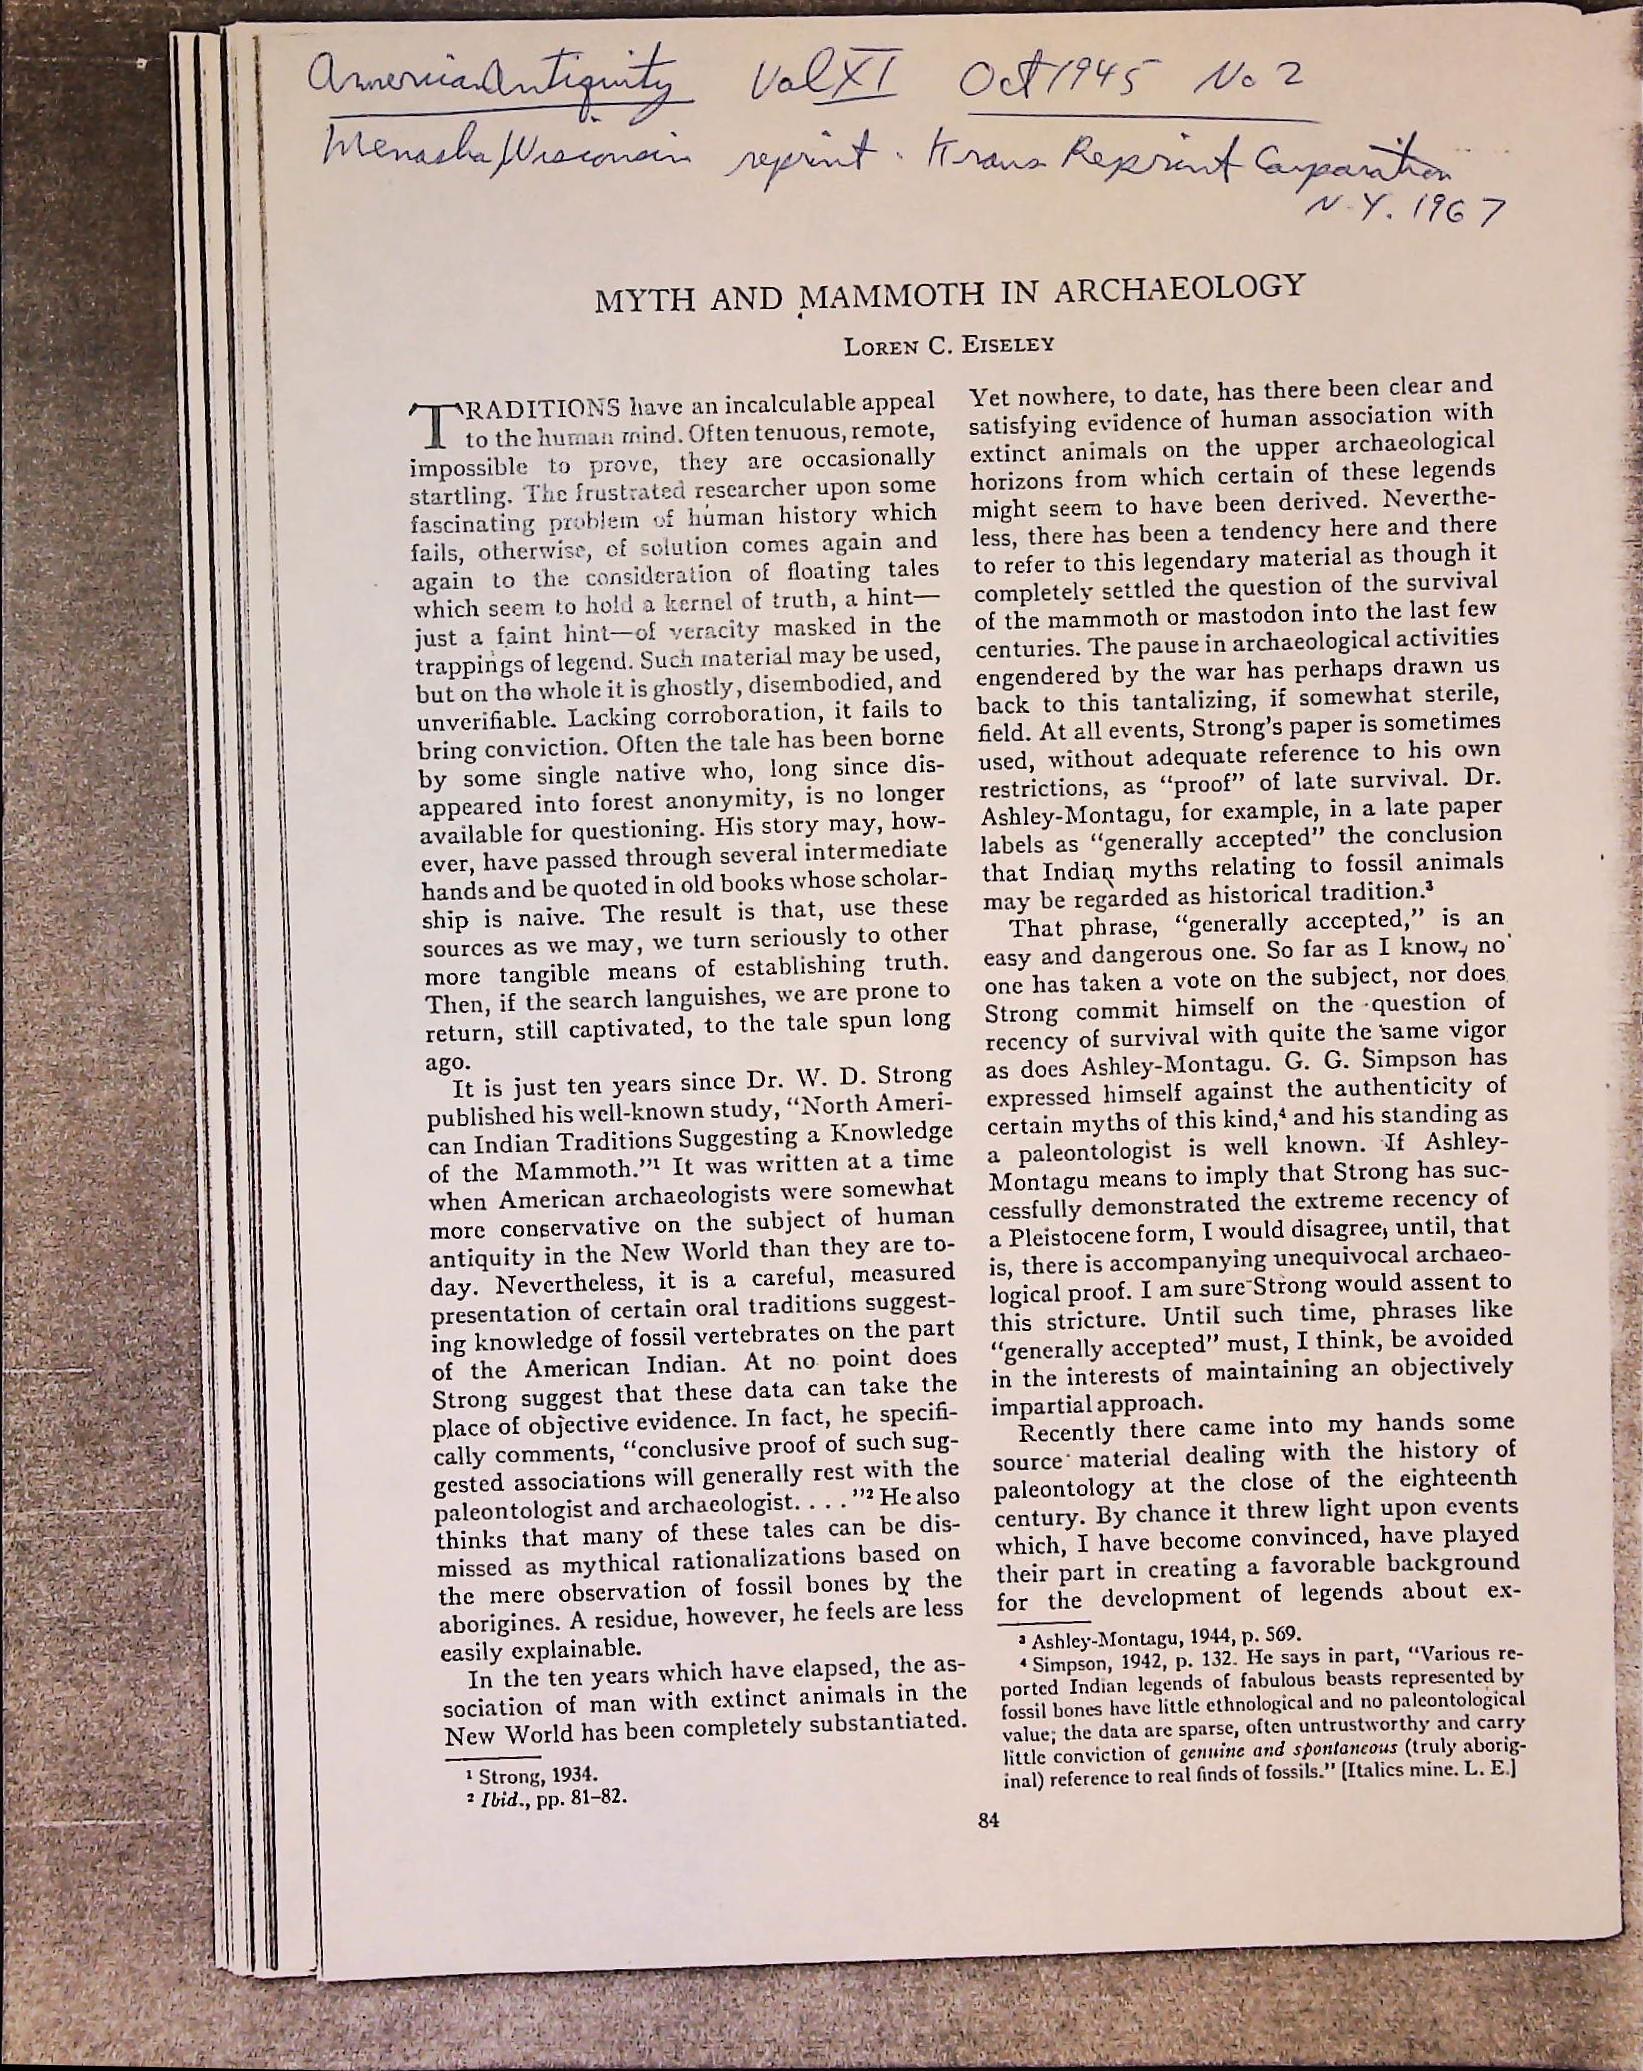 American Antiquity Vol XI Oct 1945 No 2
Menasha, Wisconsin reprint. Kraus Reprint Corporation
N.Y. 1967
MYTH AND MAMMOTH IN ARCHAEOLOGY
LOREN C. EISELEY
TRADITIONS have an incalculable appeal
to the human mind. Often tenuous, remote,
impossible to prove, they are occasionally
startling. The frustrated researcher upon some
fascinating problem of human history which
fails, otherwise, of solution comes again and
again to the consideration of floating tales
which seem to hold a kernel of truth, a hint—
just a faint hint—of veracity masked in the
trappings of legend. Such material may be used,
but on the whole it is ghostly, disembodied, and
unverifiable. Lacking corroboration, it fails to
bring conviction. Often the tale has been borne
by some single native who, long since dis-
appeared into forest anonymity, is no longer
available for questioning. His story may, how-
ever, have passed through several intermediate
hands and be quoted in old books whose scholar-
ship is naive. The result is that, use these
sources as we may, we turn seriously to other
more tangible means of establishing truth.
Then, if the search languishes, we are prone to
return, still captivated, to the tale spun long
ago.
It is just ten years since Dr. W. D. Strong
published his well-known study, “North Ameri-
can Indian Traditions Suggesting a Knowledge
of the Mammoth.”¹ It was written at a time
when American archaeologists were somewhat
more conservative on the subject of human
antiquity in the New World than they are to-
day. Nevertheless, it is a careful, measured
presentation of certain oral traditions suggest-
ing knowledge of fossil vertebrates on the part
of the American Indian. At no point does
Strong suggest that these data can take the
place of objective evidence. In fact, he specifi-
cally comments, “conclusive proof of such sug-
gested associations will generally rest with the
paleontologist and archaeologist. . . . ”² He also
thinks that many of these tales can be dis-
missed as mythical rationalizations based on
the mere observation of fossil bones by the
aborigines. A residue, however, he feels are less
easily explainable.
In the ten years which have elapsed, the as-
sociation of man with extinct animals in the
New World has been completely substantiated.
¹ Strong, 1934.
² Ibid., pp. 81–82.
Yet nowhere, to date, has there been clear and
satisfying evidence of human association with
extinct animals on the upper archaeological
horizons from which certain of these legends
might seem to have been derived. Neverthe-
less, there has been a tendency here and there
to refer to this legendary material as though it
completely settled the question of the survival
of the mammoth or mastodon into the last few
centuries. The pause in archaeological activities
engendered by the war has perhaps drawn us
back to this tantalizing, if somewhat sterile,
field. At all events, Strong’s paper is sometimes
used, without adequate reference to his own
restrictions, as “proof” of late survival. Dr.
Ashley-Montagu, for example, in a late paper
labels as “generally accepted” the conclusion
that Indian myths relating to fossil animals
may be regarded as historical tradition.³
That phrase, “generally accepted,” is an
easy and dangerous one. So far as I know, no
one has taken a vote on the subject, nor does
Strong commit himself on the question of
recency of survival with quite the same vigor
as does Ashley-Montagu. G. G. Simpson has
expressed himself against the authenticity of
certain myths of this kind,⁴ and his standing as
a paleontologist is well known. If Ashley-
Montagu means to imply that Strong has suc-
cessfully demonstrated the extreme recency of
a Pleistocene form, I would disagree; until, that
is, there is accompanying unequivocal archaeo-
logical proof. I am sure Strong would assent to
this stricture. Until such time, phrases like
“generally accepted” must, I think, be avoided
in the interests of maintaining an objectively
impartial approach.
Recently there came into my hands some
source material dealing with the history of
paleontology at the close of the eighteenth
century. By chance it threw light upon events
which, I have become convinced, have played
their part in creating a favorable background
for the development of legends about ex-
³ Ashley-Montagu, 1944, p. 569.
⁴ Simpson, 1942, p. 132. He says in part, “Various re-
ported Indian legends of fabulous beasts represented by
fossil bones have little ethnological and no paleontological
value; the data are sparse, often untrustworthy and carry
little conviction of genuine and spontaneous (truly aborig-
inal) reference to real finds of fossils.” [Italics mine. L. E.]
84